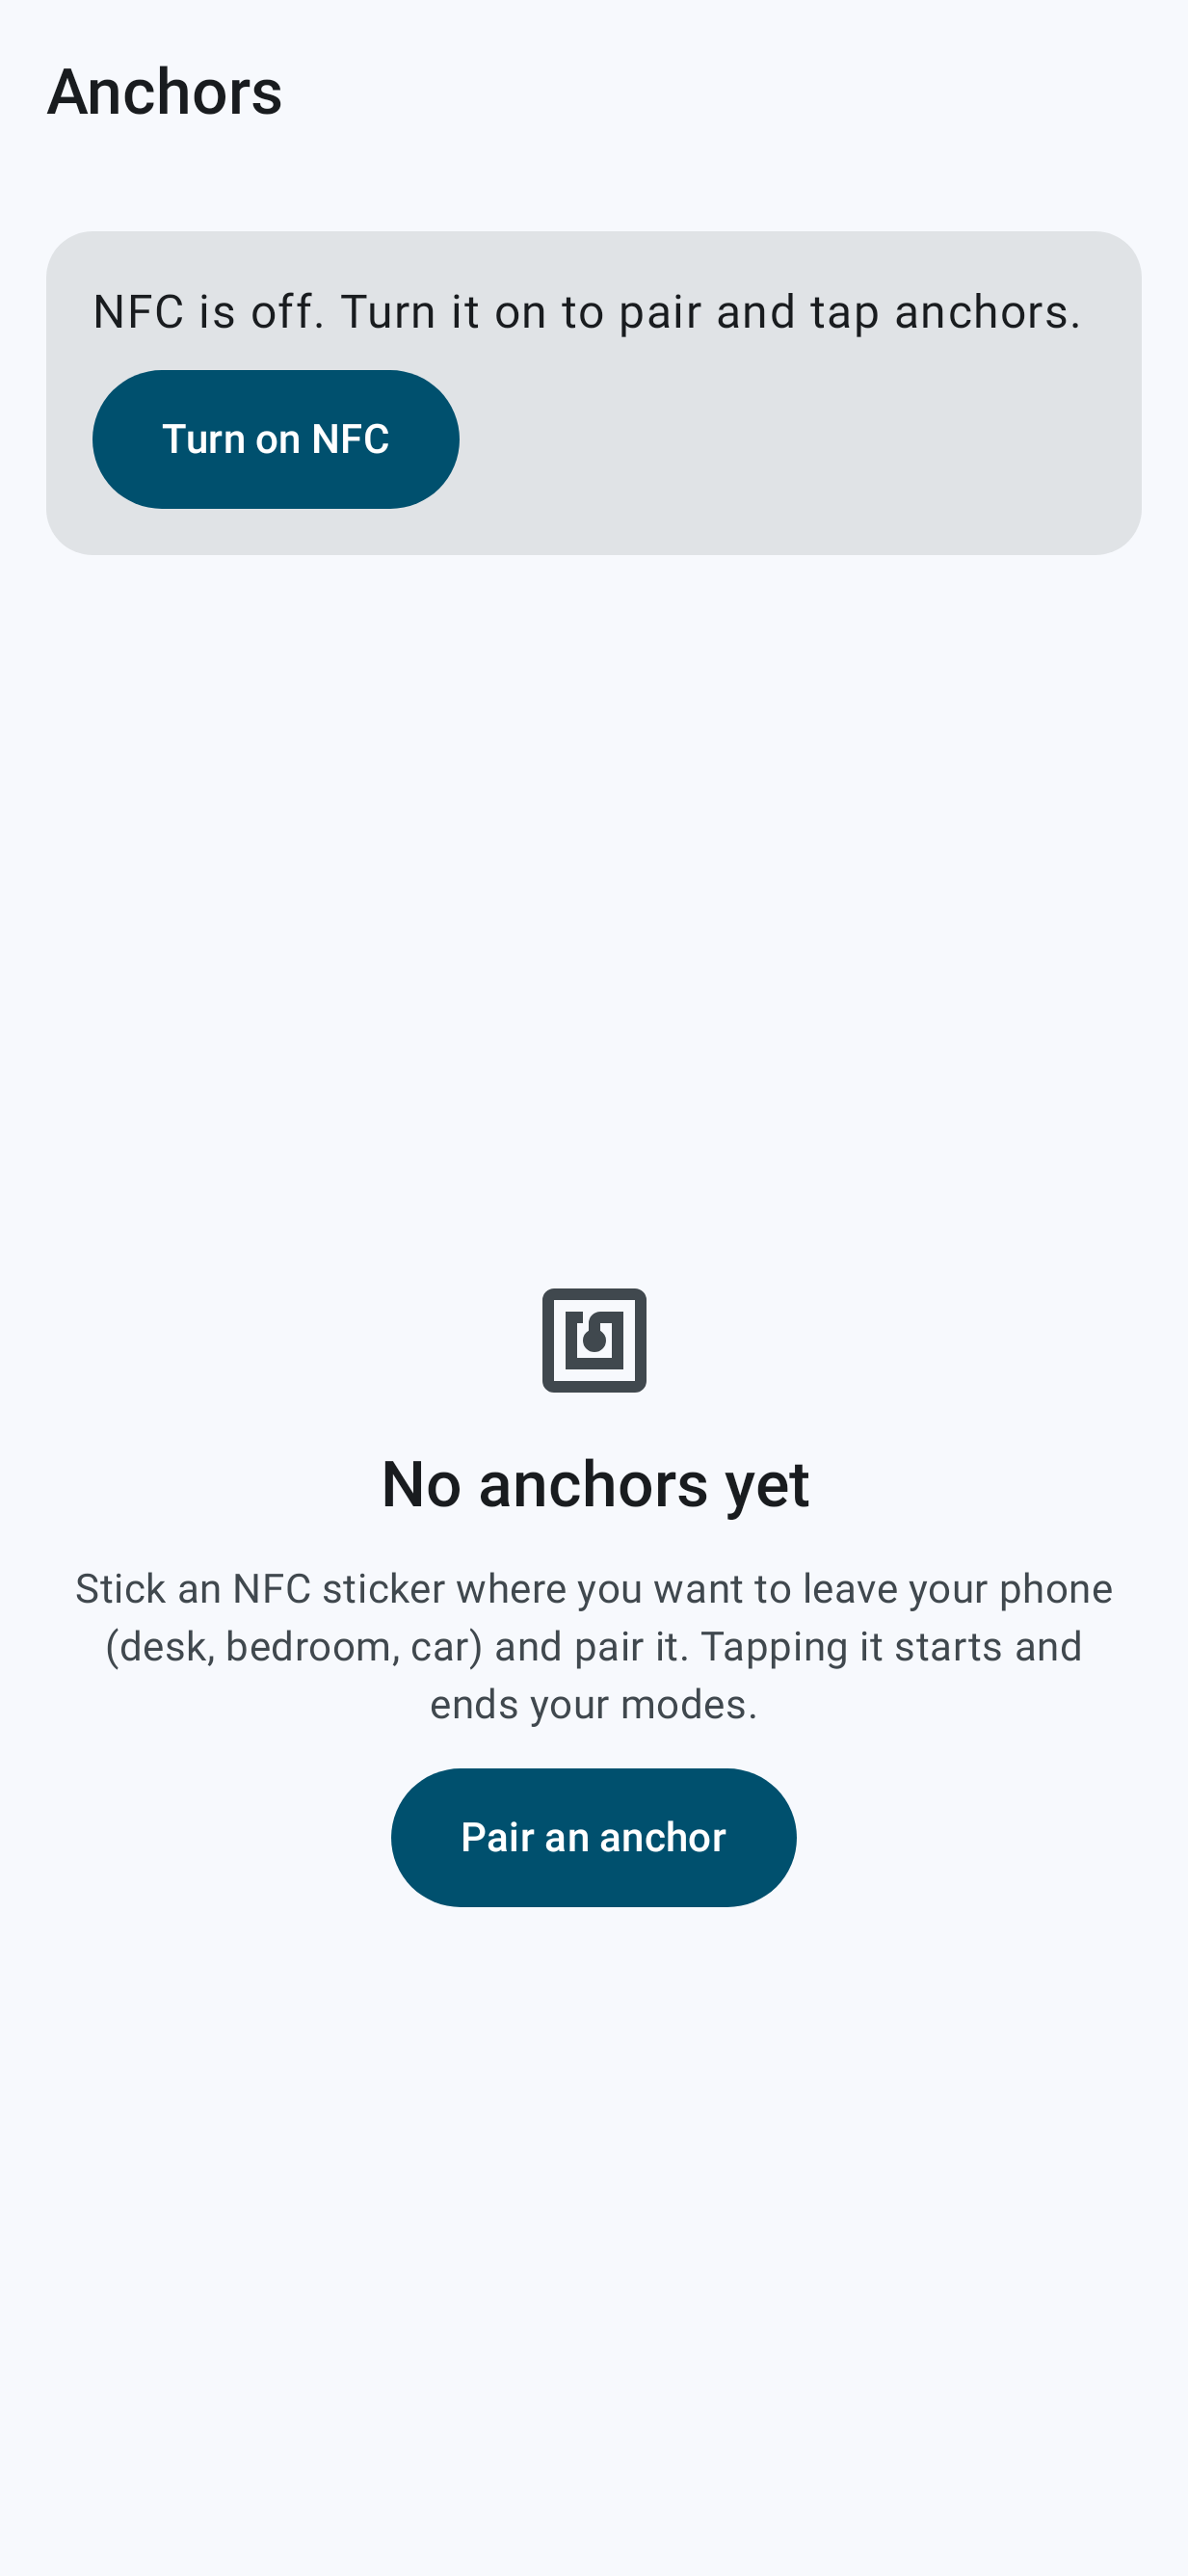 Anchors
NFC is off. Turn it on to pair and tap anchors.
Turn on NFC
No anchors yet
Stick an NFC sticker where you want to leave your phone
(desk, bedroom, car) and pair it. Tapping it starts and
ends your modes.
Pair an anchor